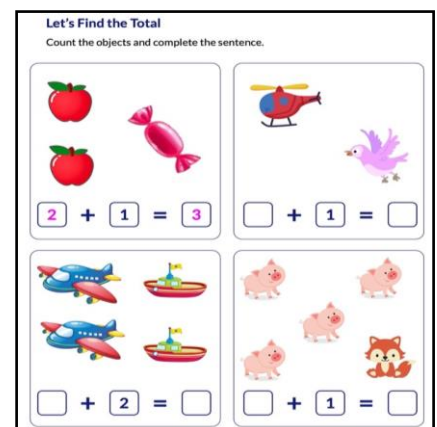 Let's Find the Total
Count the objects and complete the sentence.
2 + 1 = 3
+ 1 =
+ 2 =
+ 1 =